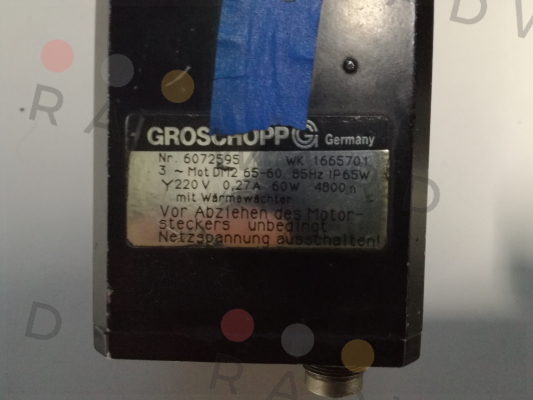 GROSCHOPP G Germany
Nr. 6072595 WK 1665701
3 ~ Mot DM2 65-60 85Hz IP65W
Y 220 V 0,27A 60W 4800 n
mit Wärmewächter
Vor Abziehen des Motor-
steckers unbedingt
Netzspannung ausschalten!